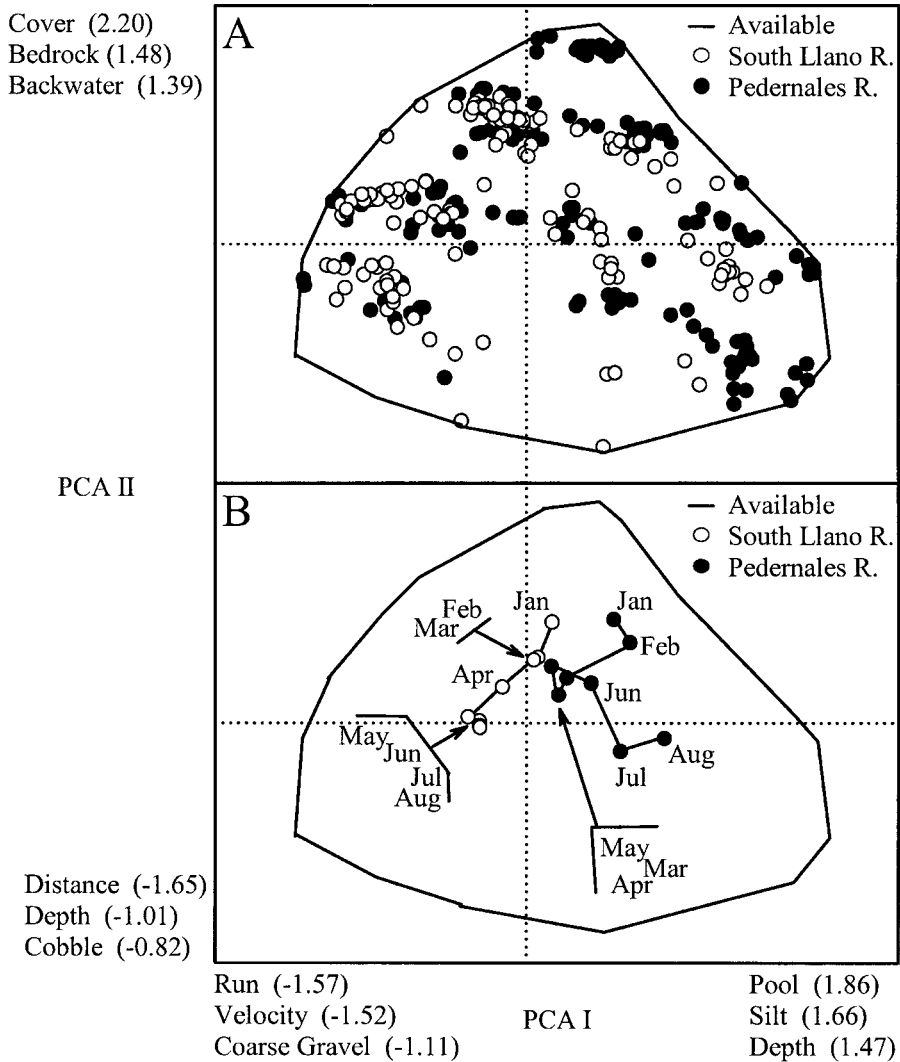 Cover (2.20)
Bedrock (1.48)
Backwater (1.39)
A
Available
South Llano R.
Pedernales R.
PCA II
B
Available
South Llano R.
Pedernales R.
Jan
Jan
Feb
Mar
Feb
Apr
Jun
May
Jun
Jul
Aug
Jul
Aug
May
Mar
Apr
Distance (-1.65)
Depth (-1.01)
Cobble (-0.82)
Run (-1.57)
Velocity (-1.52)
Coarse Gravel (-1.11)
PCA I
Pool (1.86)
Silt (1.66)
Depth (1.47)